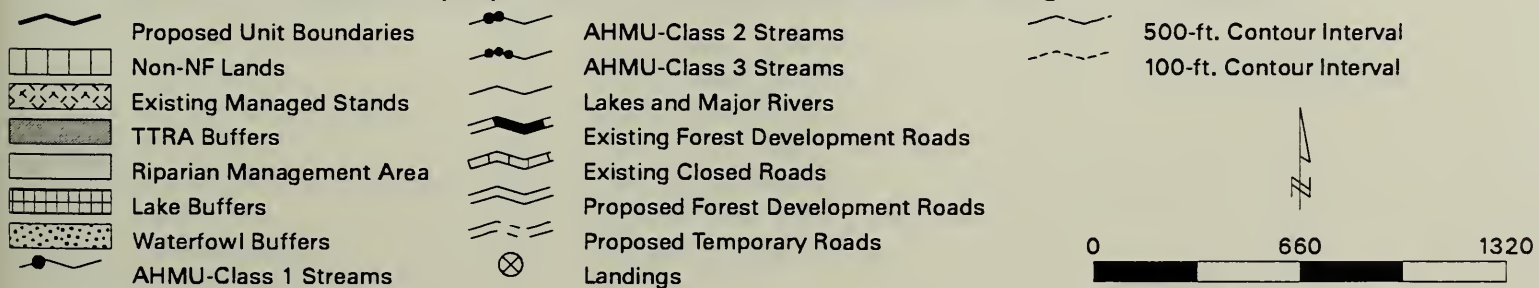 Proposed Unit Boundaries
Non-NF Lands
Existing Managed Stands
TTRA Buffers
Riparian Management Area
Lake Buffers
Waterfowl Buffers
AHMU-Class 1 Streams
AHMU-Class 2 Streams
AHMU-Class 3 Streams
Lakes and Major Rivers
Existing Forest Development Roads
Existing Closed Roads
Proposed Forest Development Roads
Proposed Temporary Roads
Landings
500-ft. Contour Interval
100-ft. Contour Interval
N
0 660 1320